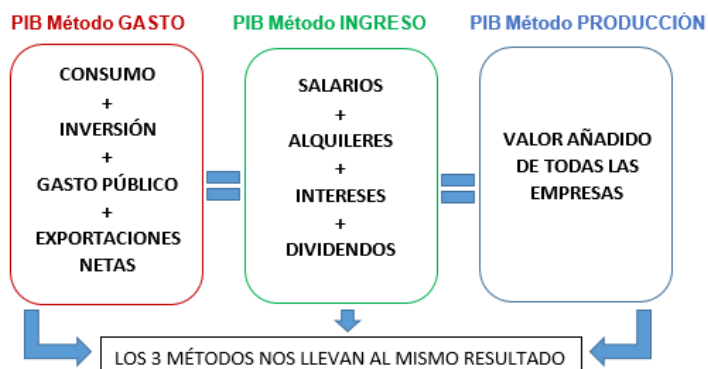 PIB Método GASTO
CONSUMO
+
INVERSIÓN
+
GASTO PÚBLICO
+
EXPORTACIONES
NETAS
PIB Método INGRESO
SALARIOS
+
ALQUILERES
+
INTERESES
+
DIVIDENDOS
PIB Método PRODUCCIÓN
VALOR AÑADIDO
DE TODAS LAS
EMPRESAS
LOS 3 MÉTODOS NOS LLEVAN AL MISMO RESULTADO